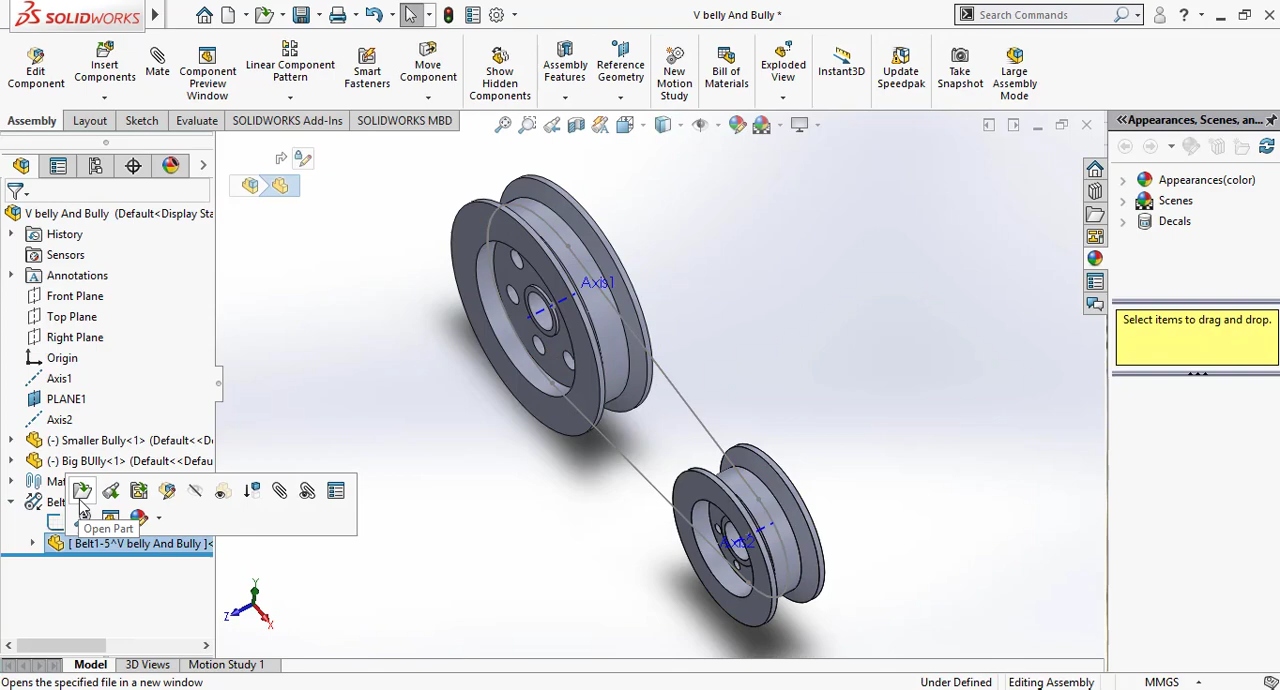 SOLIDWORKS
V belly And Bully *
Search Commands
?
Edit Component
Insert Components
Mate
Component Preview Window
Linear Component Pattern
Smart Fasteners
Move Component
Show Hidden Components
Assembly Features
Reference Geometry
New Motion Study
Bill of Materials
Exploded View
Instant3D
Update Speedpak
Take Snapshot
Large Assembly Mode
Assembly
Layout
Sketch
Evaluate
SOLIDWORKS Add-Ins
SOLIDWORKS MBD
Appearances, Scenes, an...
Appearances(color)
Scenes
Decals
Select items to drag and drop.
V belly And Bully (Default<Display Sta
History
Sensors
Annotations
Front Plane
Top Plane
Right Plane
Origin
Axis1
PLANE1
Axis2
(-) Smaller Bully<1> (Default<<De
(-) Big BUlly<1> (Default<<Defau
Mat
Belt
Open Part
[ Belt1-5^V belly And Bully ]<
Axis1
Axis2
Y
Z
X
Model
3D Views
Motion Study 1
Opens the specified file in a new window
Under Defined
Editing Assembly
MMGS